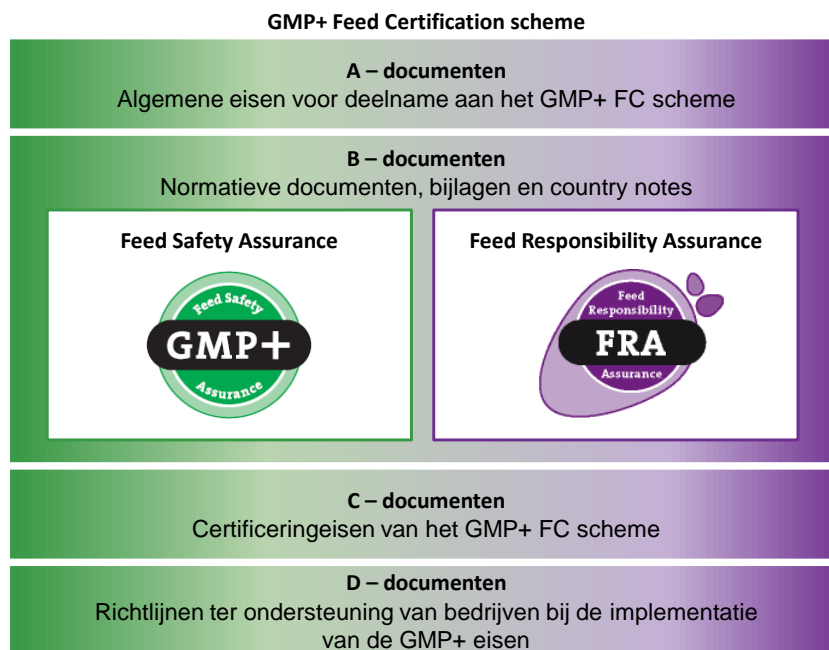 GMP+ Feed Certification scheme
A – documenten
Algemene eisen voor deelname aan het GMP+ FC scheme
B – documenten
Normatieve documenten, bijlagen en country notes
Feed Safety Assurance
Feed Safety
GMP+
Assurance
Feed Responsibility Assurance
Feed
Responsibility
FRA
Assurance
C – documenten
Certificeringeisen van het GMP+ FC scheme
D – documenten
Richtlijnen ter ondersteuning van bedrijven bij de implementatie
van de GMP+ eisen